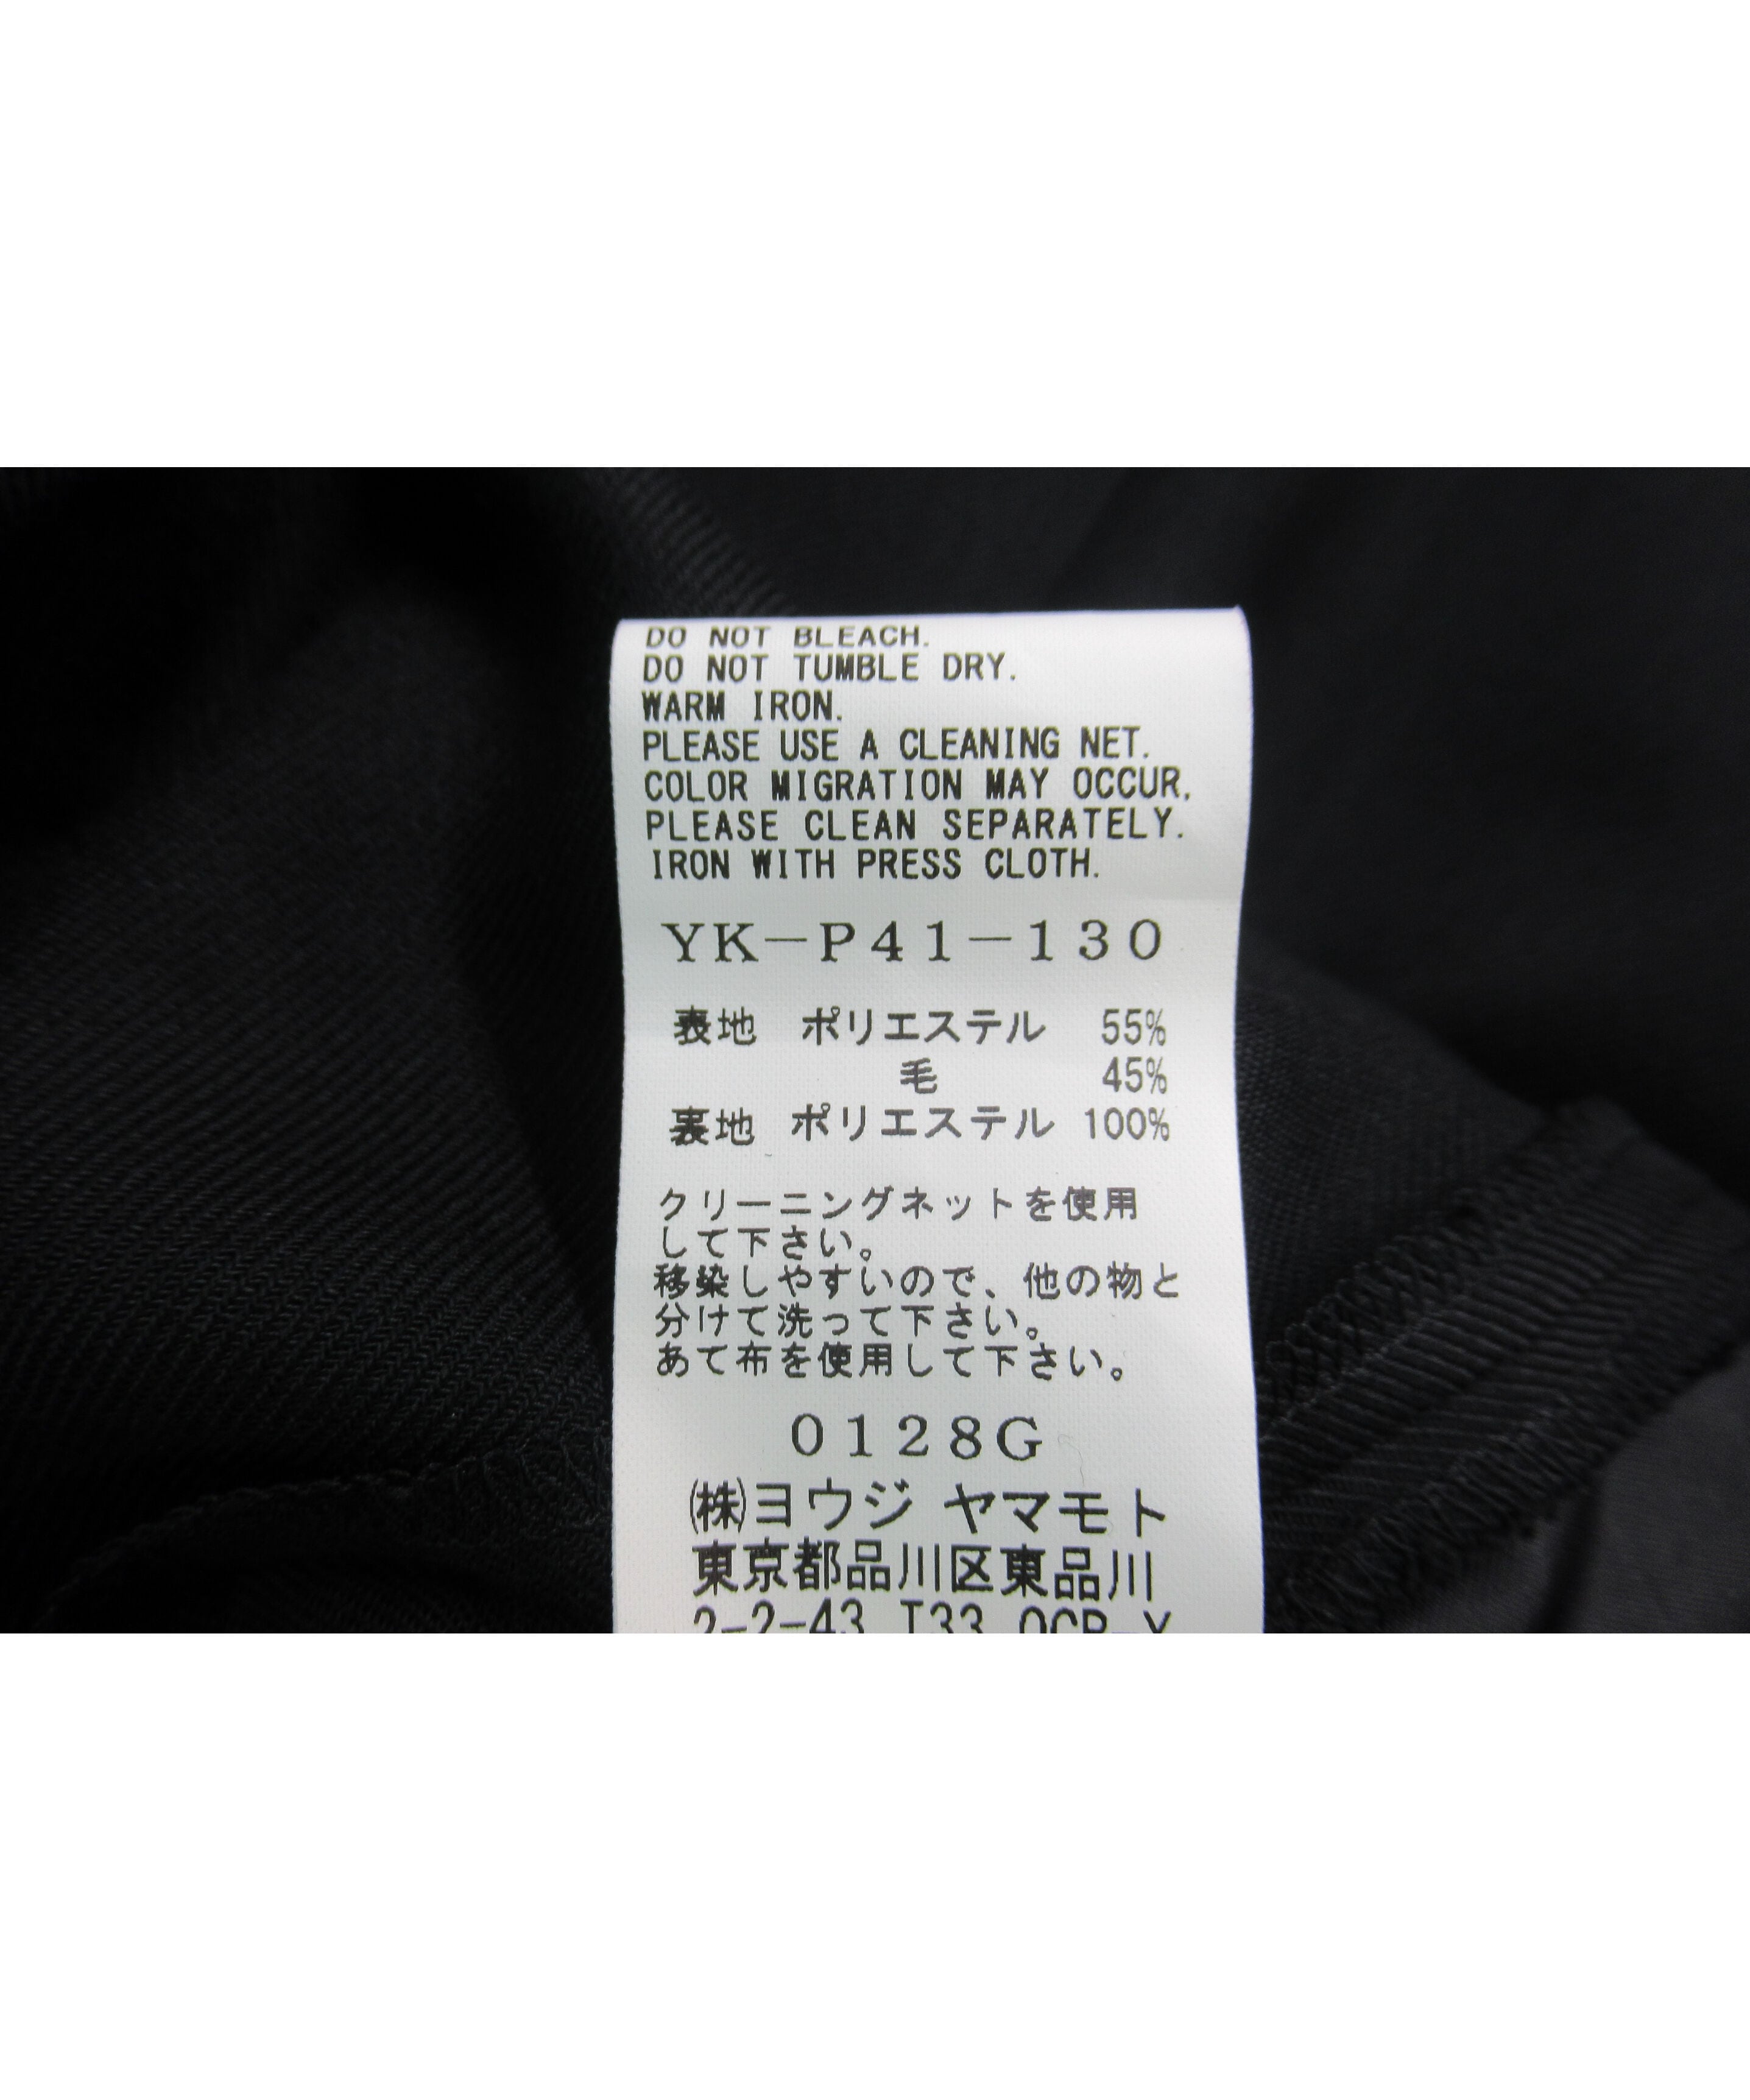 DO NOT BLEACH.
DO NOT TUMBLE DRY.
WARM IRON.
PLEASE USE A CLEANING NET.
COLOR MIGRATION MAY OCCUR,
PLEASE CLEAN SEPARATELY.
IRON WITH PRESS CLOTH.
YK-P41-130
表地 ポリエステル 55%
毛 45%
裏地 ポリエステル 100%
クリーニングネットを使用
して下さい。
移染しやすいので、他の物と
分けて洗って下さい。
あて布を使用して下さい。
0128G
㈱ヨウジ ヤマモト
東京都品川区東品川
2-2-43 T33